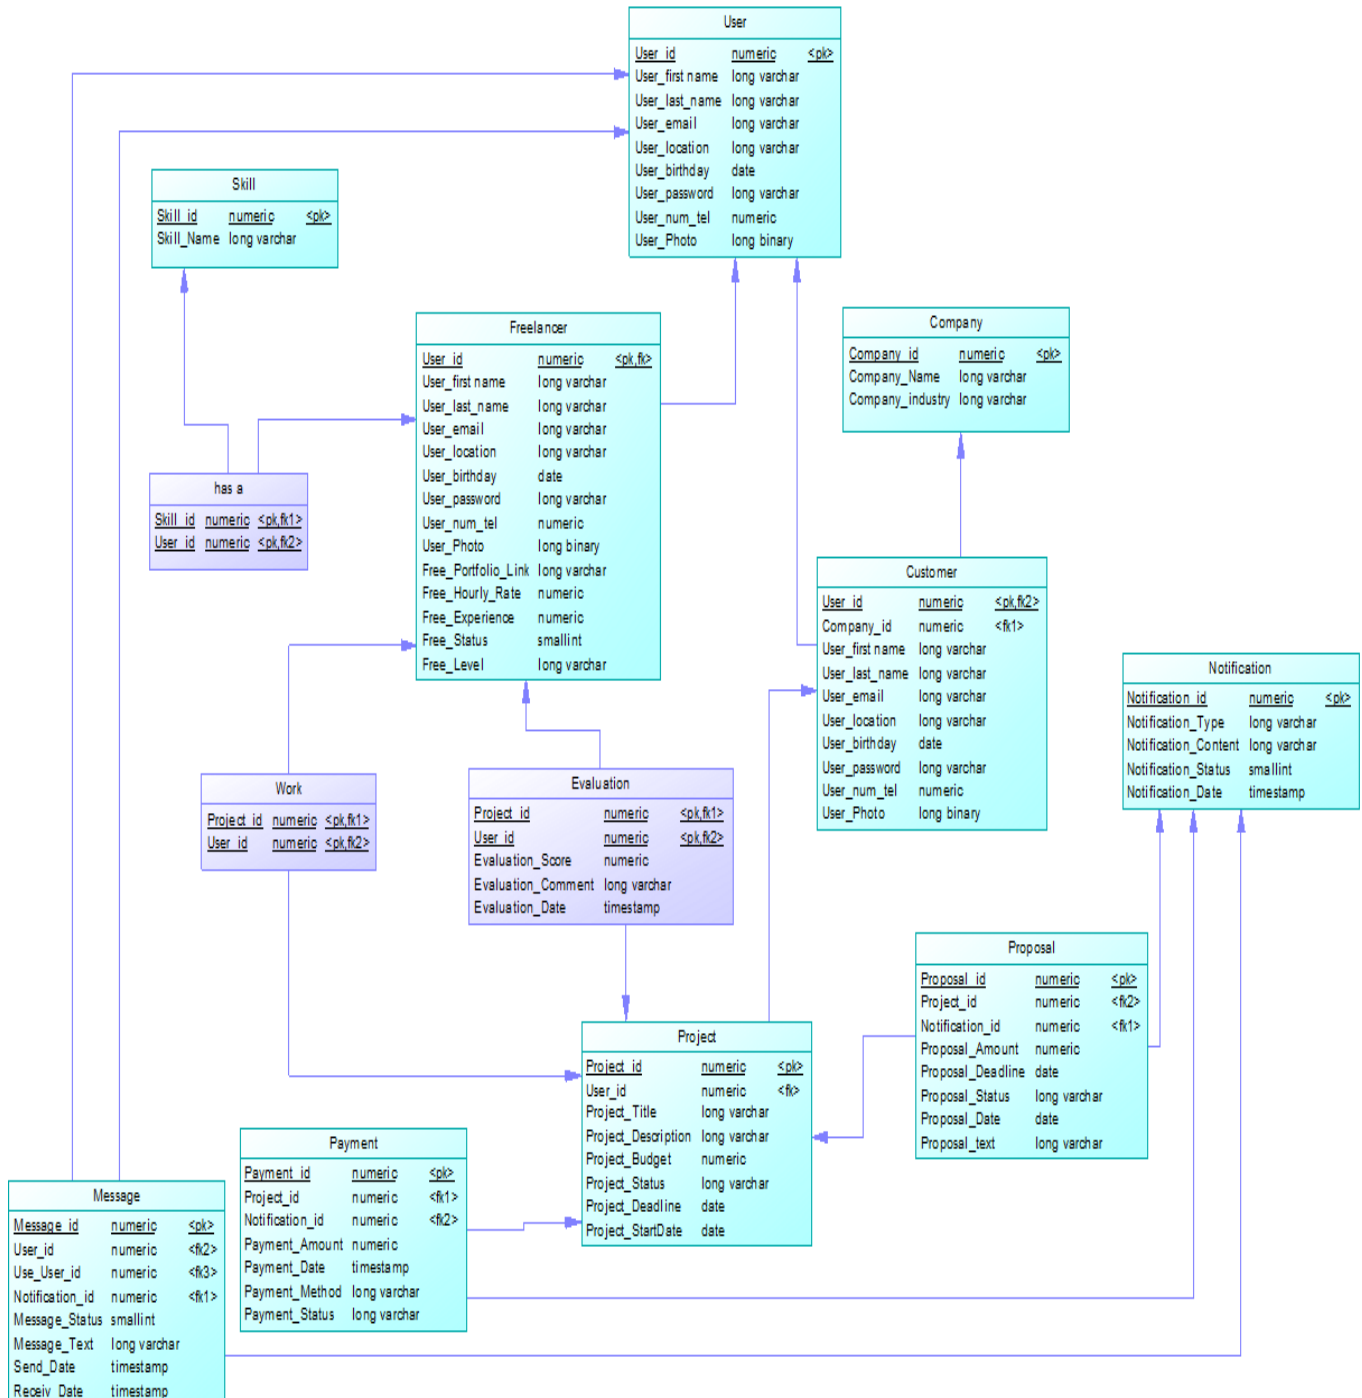 User
User_id numeric <pk>
User_first name long varchar
User_last_name long varchar
User_email long varchar
User_location long varchar
User_birthday date
User_password long varchar
User_num_tel numeric
User_Photo long binary
Skill
Skill_id numeric <pk>
Skill_Name long varchar
Freelancer
User_id numeric <pk,fk>
User_first name long varchar
User_last_name long varchar
User_email long varchar
User_location long varchar
User_birthday date
User_password long varchar
User_num_tel numeric
User_Photo long binary
Free_Portfolio_Link long varchar
Free_Hourly_Rate numeric
Free_Experience numeric
Free_Status smallint
Free_Level long varchar
Company
Company_id numeric <pk>
Company_Name long varchar
Company_industry long varchar
has a
Skill_id numeric <pk,fk1>
User_id numeric <pk,fk2>
Customer
User_id numeric <pk,fk2>
Company_id numeric <fk1>
User_first name long varchar
User_last_name long varchar
User_email long varchar
User_location long varchar
User_birthday date
User_password long varchar
User_num_tel numeric
User_Photo long binary
Notification
Notification_id numeric <pk>
Notification_Type long varchar
Notification_Content long varchar
Notification_Status smallint
Notification_Date timestamp
Work
Project_id numeric <pk,fk1>
User_id numeric <pk,fk2>
Evaluation
Project_id numeric <pk,fk1>
User_id numeric <pk,fk2>
Evaluation_Score numeric
Evaluation_Comment long varchar
Evaluation_Date timestamp
Proposal
Proposal_id numeric <pk>
Project_id numeric <fk2>
Notification_id numeric <fk1>
Proposal_Amount numeric
Proposal_Deadline date
Proposal_Status long varchar
Proposal_Date date
Proposal_text long varchar
Project
Project_id numeric <pk>
User_id numeric <fk>
Project_Title long varchar
Project_Description long varchar
Project_Budget numeric
Project_Status long varchar
Project_Deadline date
Project_StartDate date
Payment
Payment_id numeric <pk>
Project_id numeric <fk1>
Notification_id numeric <fk2>
Payment_Amount numeric
Payment_Date timestamp
Payment_Method long varchar
Payment_Status long varchar
Message
Message_id numeric <pk>
User_id numeric <fk2>
Use_User_id numeric <fk3>
Notification_id numeric <fk1>
Message_Status smallint
Message_Text long varchar
Send_Date timestamp
Receiv_Date timestamp